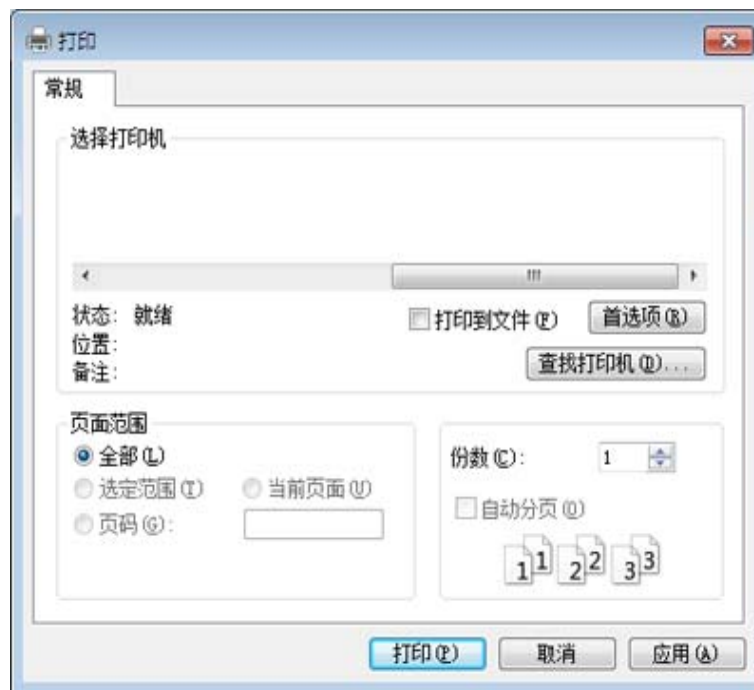 打印
常规
选择打印机
状态: 就绪
打印到文件(F)
首选项(R)
位置:
查找打印机(D)...
备注:
页面范围
全部(L)
选定范围(T)
当前页面(U)
页码(G):
份数(C):
1
自动分页(O)
1 1 2 2 3 3
打印(P)
取消
应用(A)